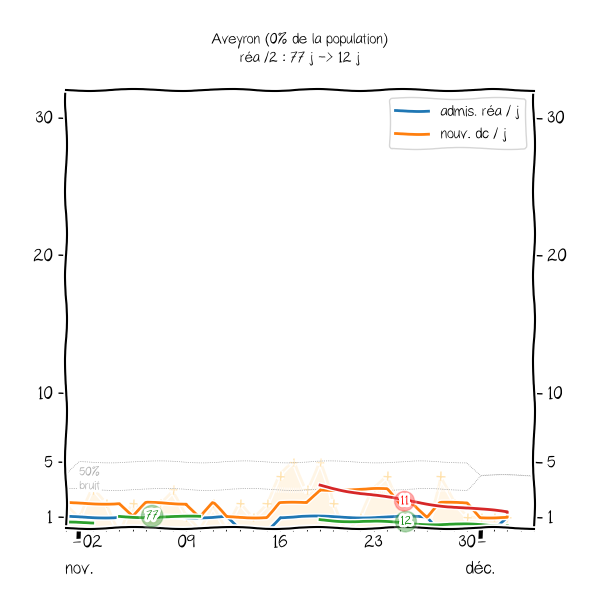 Aveyron (0% de la population)
réa /2 : 77 j -> 12 j
admis. réa / j
nouv. dc / j
30
30
20
20
10
10
5
5
50%
bruit
1
1
77
11
12
02
09
16
23
30
nov.
déc.